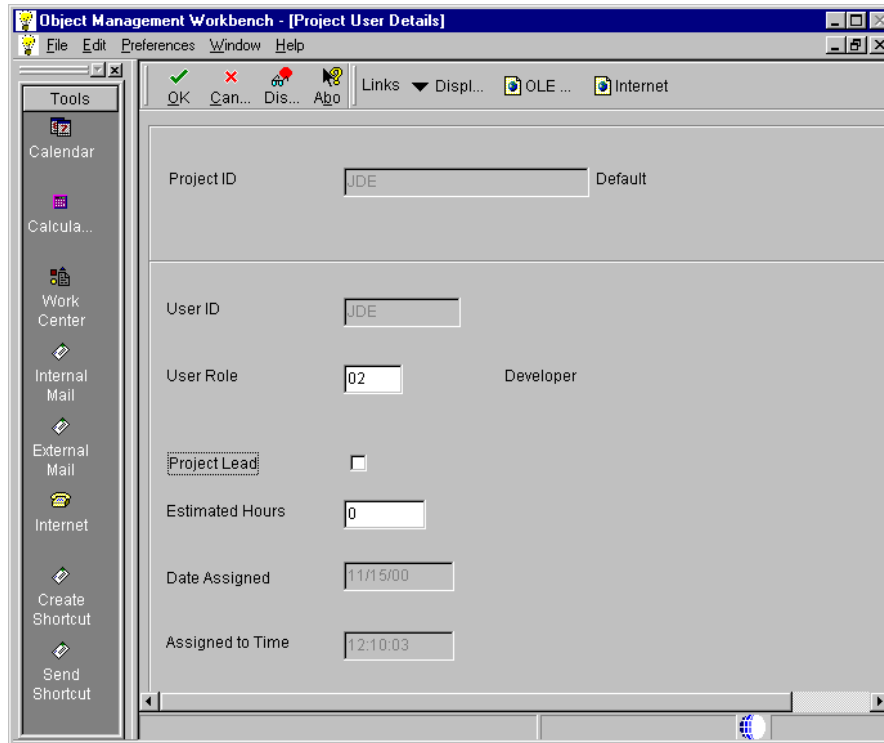 Object Management Workbench - [Project User Details]
File Edit Preferences Window Help
Tools
Calendar
Calcula...
Work
Center
Internal
Mail
External
Mail
Internet
Create
Shortcut
Send
Shortcut
OK Can... Dis... Abo Links Displ... OLE ... Internet
Project ID JDE Default
User ID JDE
User Role 02 Developer
Project Lead
Estimated Hours 0
Date Assigned 11/15/00
Assigned to Time 12:10:03